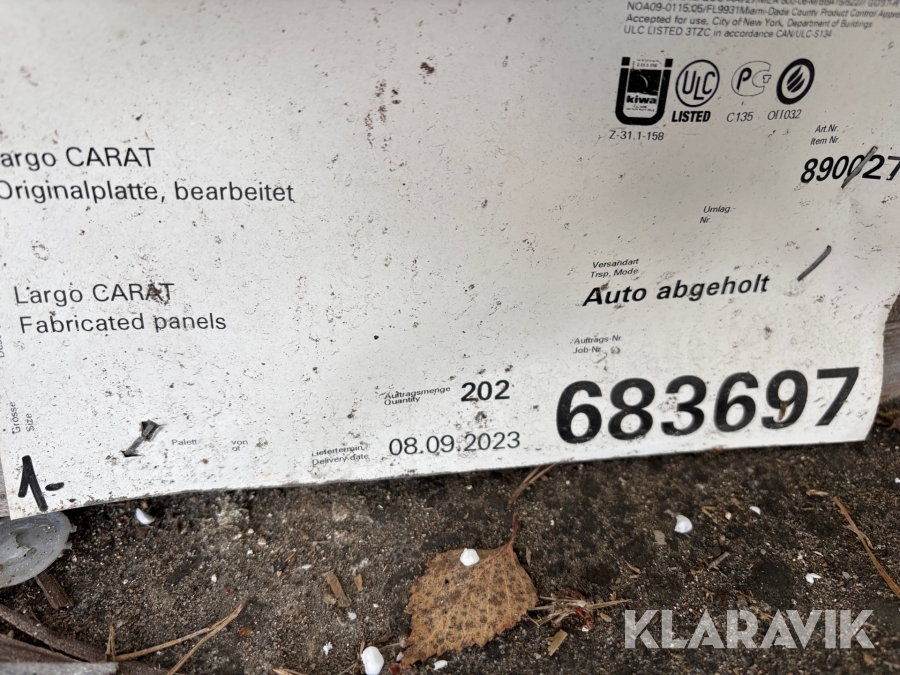 NOA09-0115.05/FL9931Miami-Dade County Product Control
Accepted for use, City of New York, Department of Buildings
ULC LISTED 3TZC in accordance CAN/ULC-S134
kiwa
ULC
LISTED
C135
OI1032
Z-31.1-158
Art.Nr.
Item Nr.
890027
argo CARAT
Originalplatte, bearbeitet
Umlag.-
Nr.
Largo CARAT
Fabricated panels
Versandart
Trsp, Mode
Auto abgeholt
Auftrags-Nr
Job-Nr
683697
Auftragsmenge
Quantity
202
Grösse
Size
Palett
von
of
Liefertermin
Delivery date
08.09.2023
1-
KLARAVIK